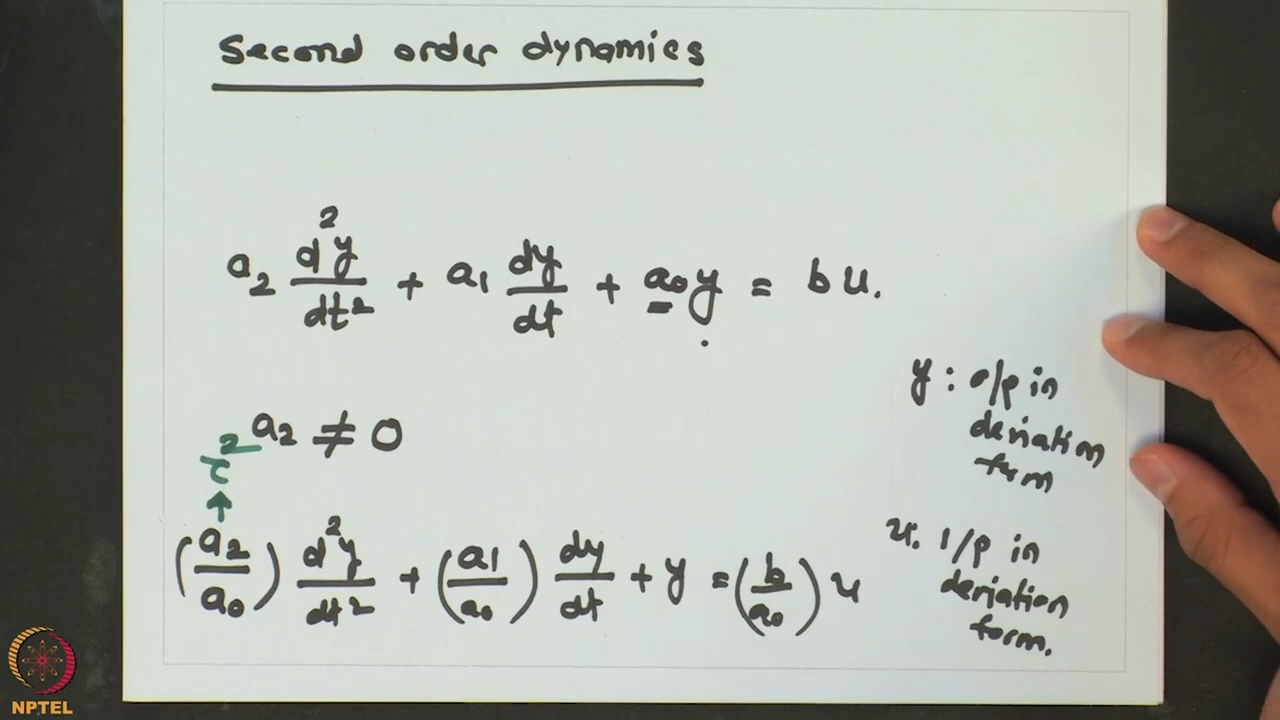 Second order dynamics
a₂ d²y/dt² + a₁ dy/dt + a₀y = bu.
y : o/p in
deviation
form
a₂ ≠ 0
τ²
↑
(a₂/a₀) d²y/dt² + (a₁/a₀) dy/dt + y = (b/a₀) u
u. i/p in
deviation
form.
NPTEL